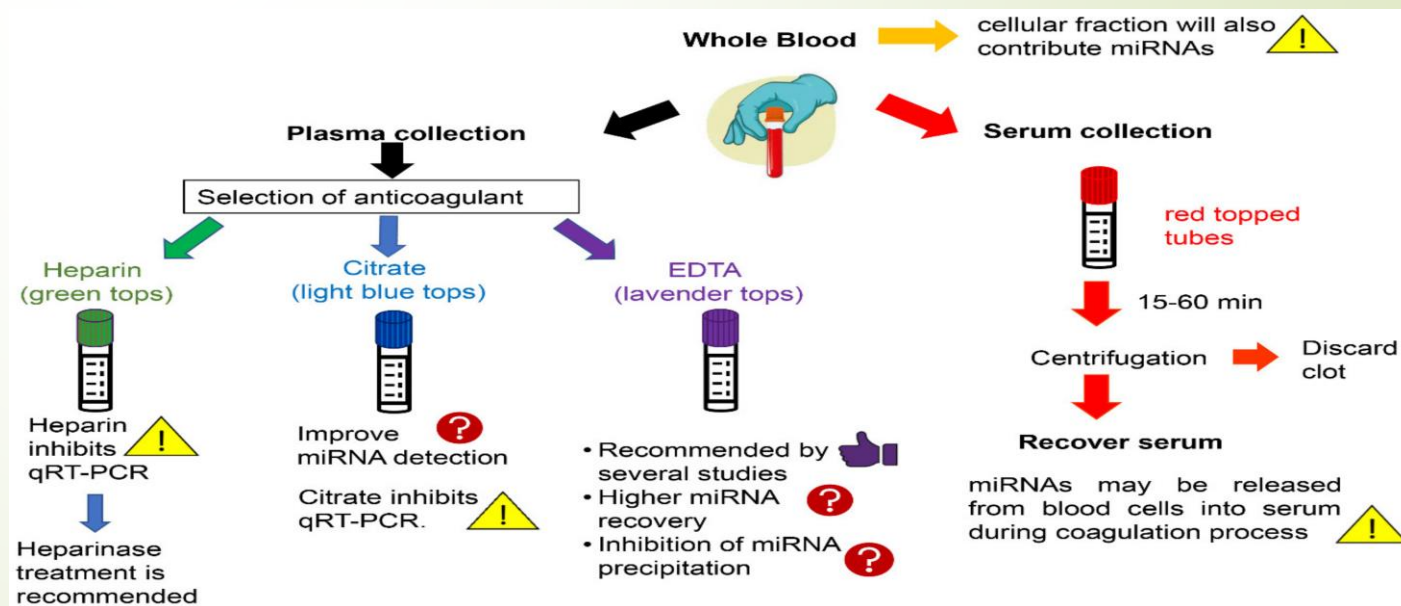 Whole Blood
cellular fraction will also
contribute miRNAs
!
Plasma collection
Selection of anticoagulant
Heparin
(green tops)
Heparin
inhibits
qRT-PCR
!
Heparinase
treatment is
recommended
Citrate
(light blue tops)
Improve
miRNA detection
?
Citrate inhibits
qRT-PCR.
!
EDTA
(lavender tops)
• Recommended by
several studies
• Higher miRNA
recovery
?
• Inhibition of miRNA
precipitation
?
Serum collection
red topped
tubes
15-60 min
Centrifugation
Discard
clot
Recover serum
miRNAs may be released
from blood cells into serum
during coagulation process
!